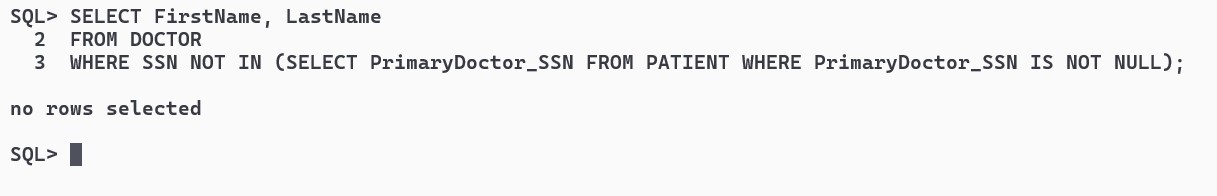 SQL> SELECT FirstName, LastName
  2  FROM DOCTOR
  3  WHERE SSN NOT IN (SELECT PrimaryDoctor_SSN FROM PATIENT WHERE PrimaryDoctor_SSN IS NOT NULL);
no rows selected
SQL>